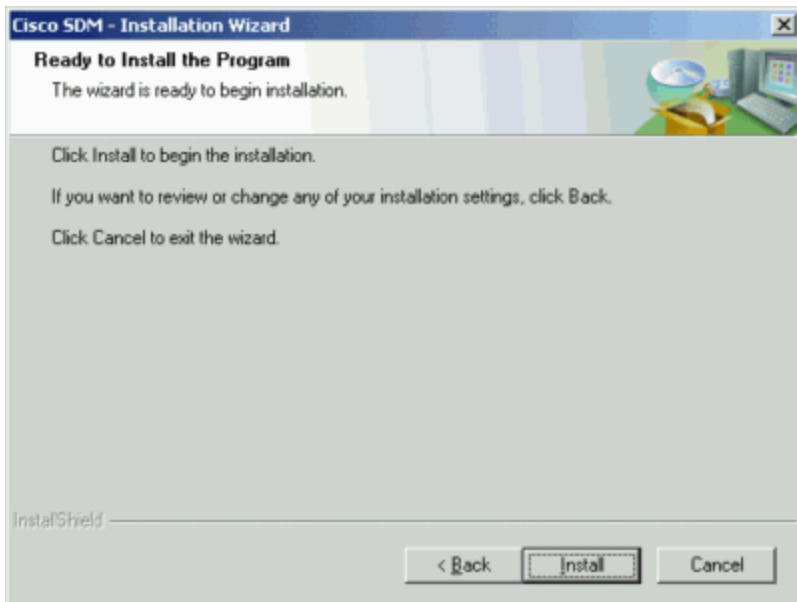 Cisco SDM - Installation Wizard
Ready to Install the Program
The wizard is ready to begin installation.
Click Install to begin the installation.
If you want to review or change any of your installation settings, click Back.
Click Cancel to exit the wizard.
InstallShield
< Back
Install
Cancel